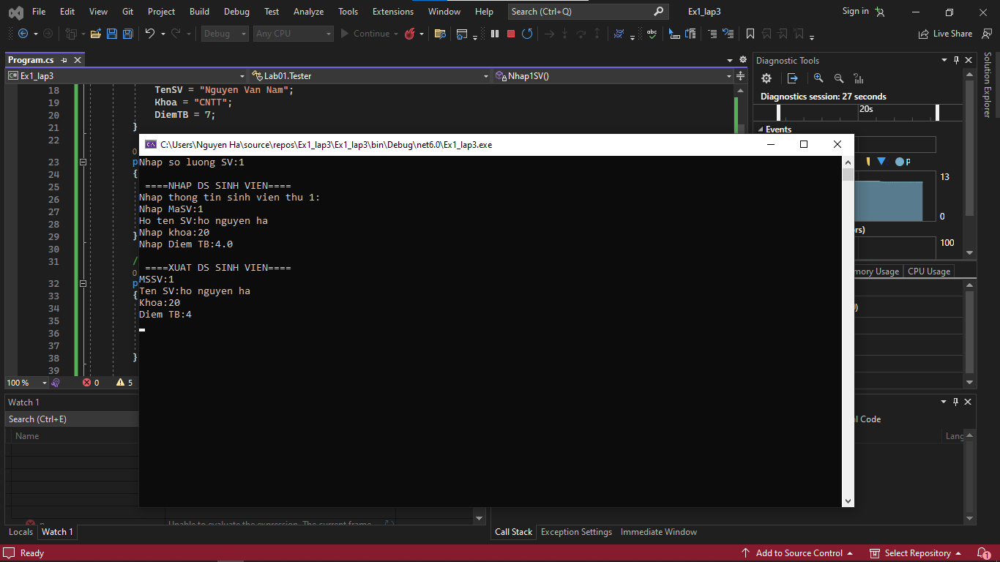 File Edit View Git Project Build Debug Test Analyze Tools Extensions Window Help Search (Ctrl+Q) Ex1_lap3 Sign in
Debug Any CPU Continue Live Share
Program.cs
Ex1_lap3 Lab01.Tester Nhap1SV()
18 TenSV = "Nguyen Van Nam";
19 Khoa = "CNTT";
20 DiemTB = 7;
21 }
22
0
23 p
24 {
25
26
27
28
29 }
30
31 /
0
32 p
33 {
34
35
36
37
38 }
39
100 % 0 5
C:\Users\Nguyen Ha\source\repos\Ex1_lap3\Ex1_lap3\bin\Debug\net6.0\Ex1_lap3.exe
Nhap so luong SV:1
====NHAP DS SINH VIEN====
Nhap thong tin sinh vien thu 1:
Nhap MaSV:1
Ho ten SV:ho nguyen ha
Nhap khoa:20
Nhap Diem TB:4.0
====XUAT DS SINH VIEN====
MSSV:1
Ten SV:ho nguyen ha
Khoa:20
Diem TB:4
Diagnostic Tools
Diagnostics session: 27 seconds
20s
Events
P
13
0
rs)
100
mory Usage CPU Usage
Solution Explorer
Watch 1
Search (Ctrl+E)
Name
Unable to evaluate the expression. The current frame
l Code
Lang
Locals Watch 1
Call Stack Exception Settings Immediate Window
Ready Add to Source Control Select Repository 1